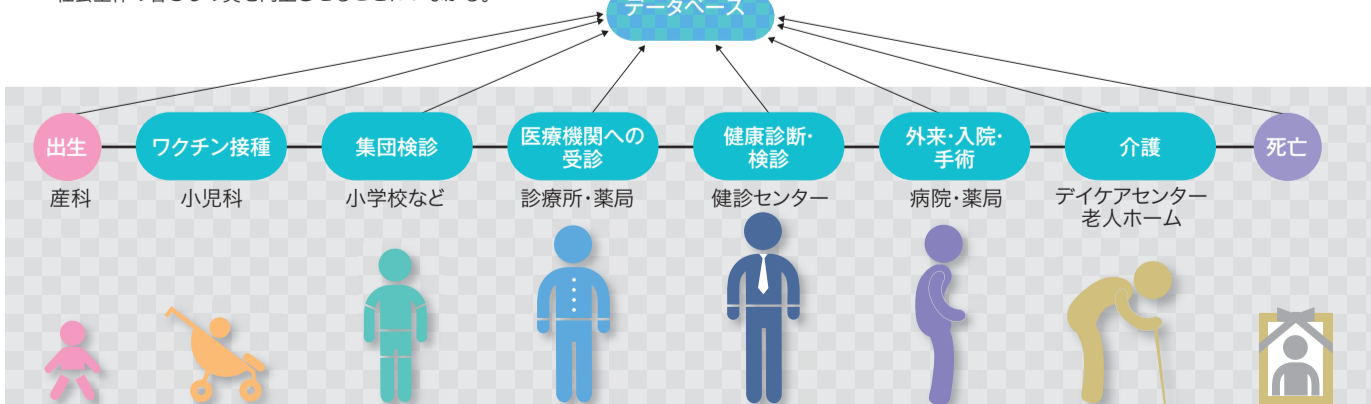 データベース
出生
ワクチン接種
集団検診
医療機関への
受診
健康診断・
検診
外来・入院・
手術
介護
死亡
産科
小児科
小学校など
診療所・薬局
健診センター
病院・薬局
デイケアセンター
老人ホーム